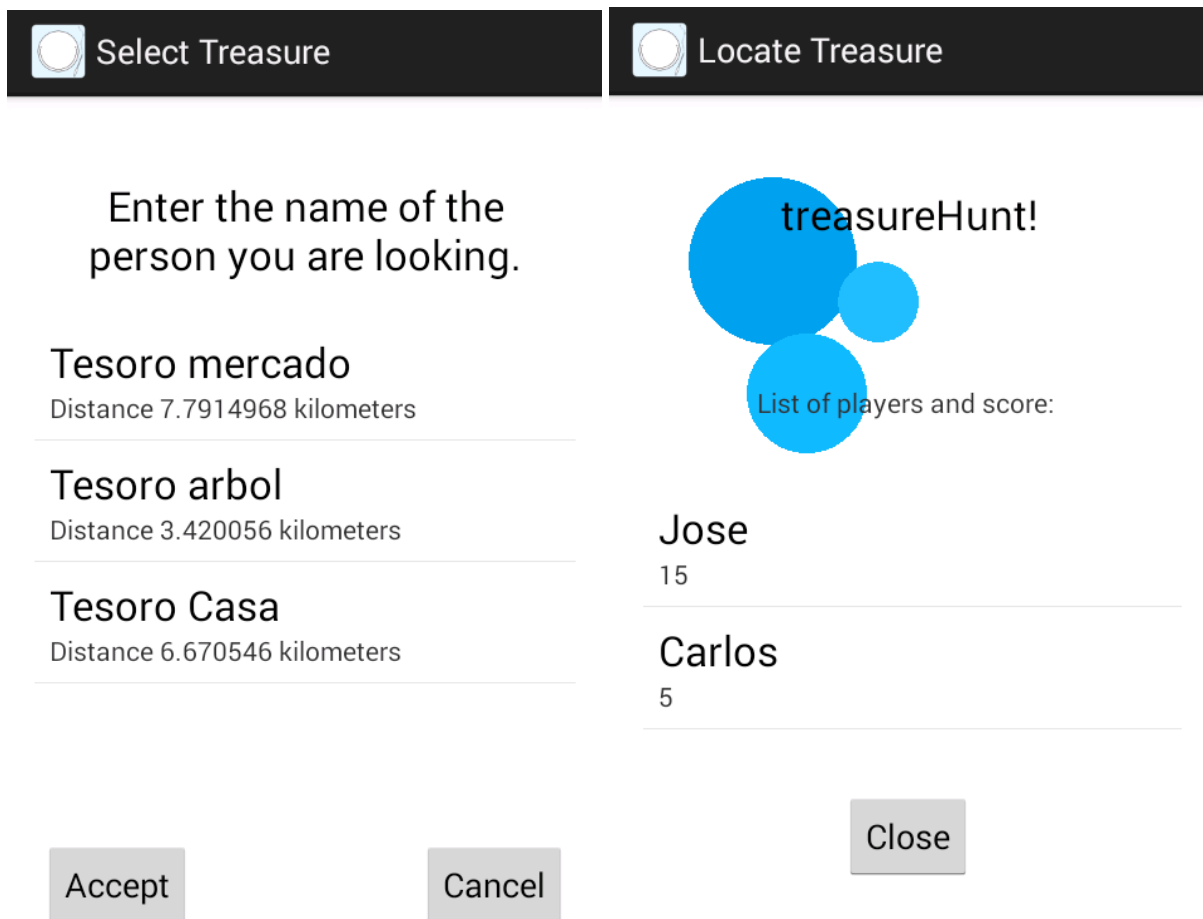 Select Treasure
Enter the name of the
person you are looking.
Tesoro mercado
Distance 7.7914968 kilometers
Tesoro arbol
Distance 3.420056 kilometers
Tesoro Casa
Distance 6.670546 kilometers
Accept
Cancel
Locate Treasure
treasureHunt!
List of players and score:
Jose
15
Carlos
5
Close